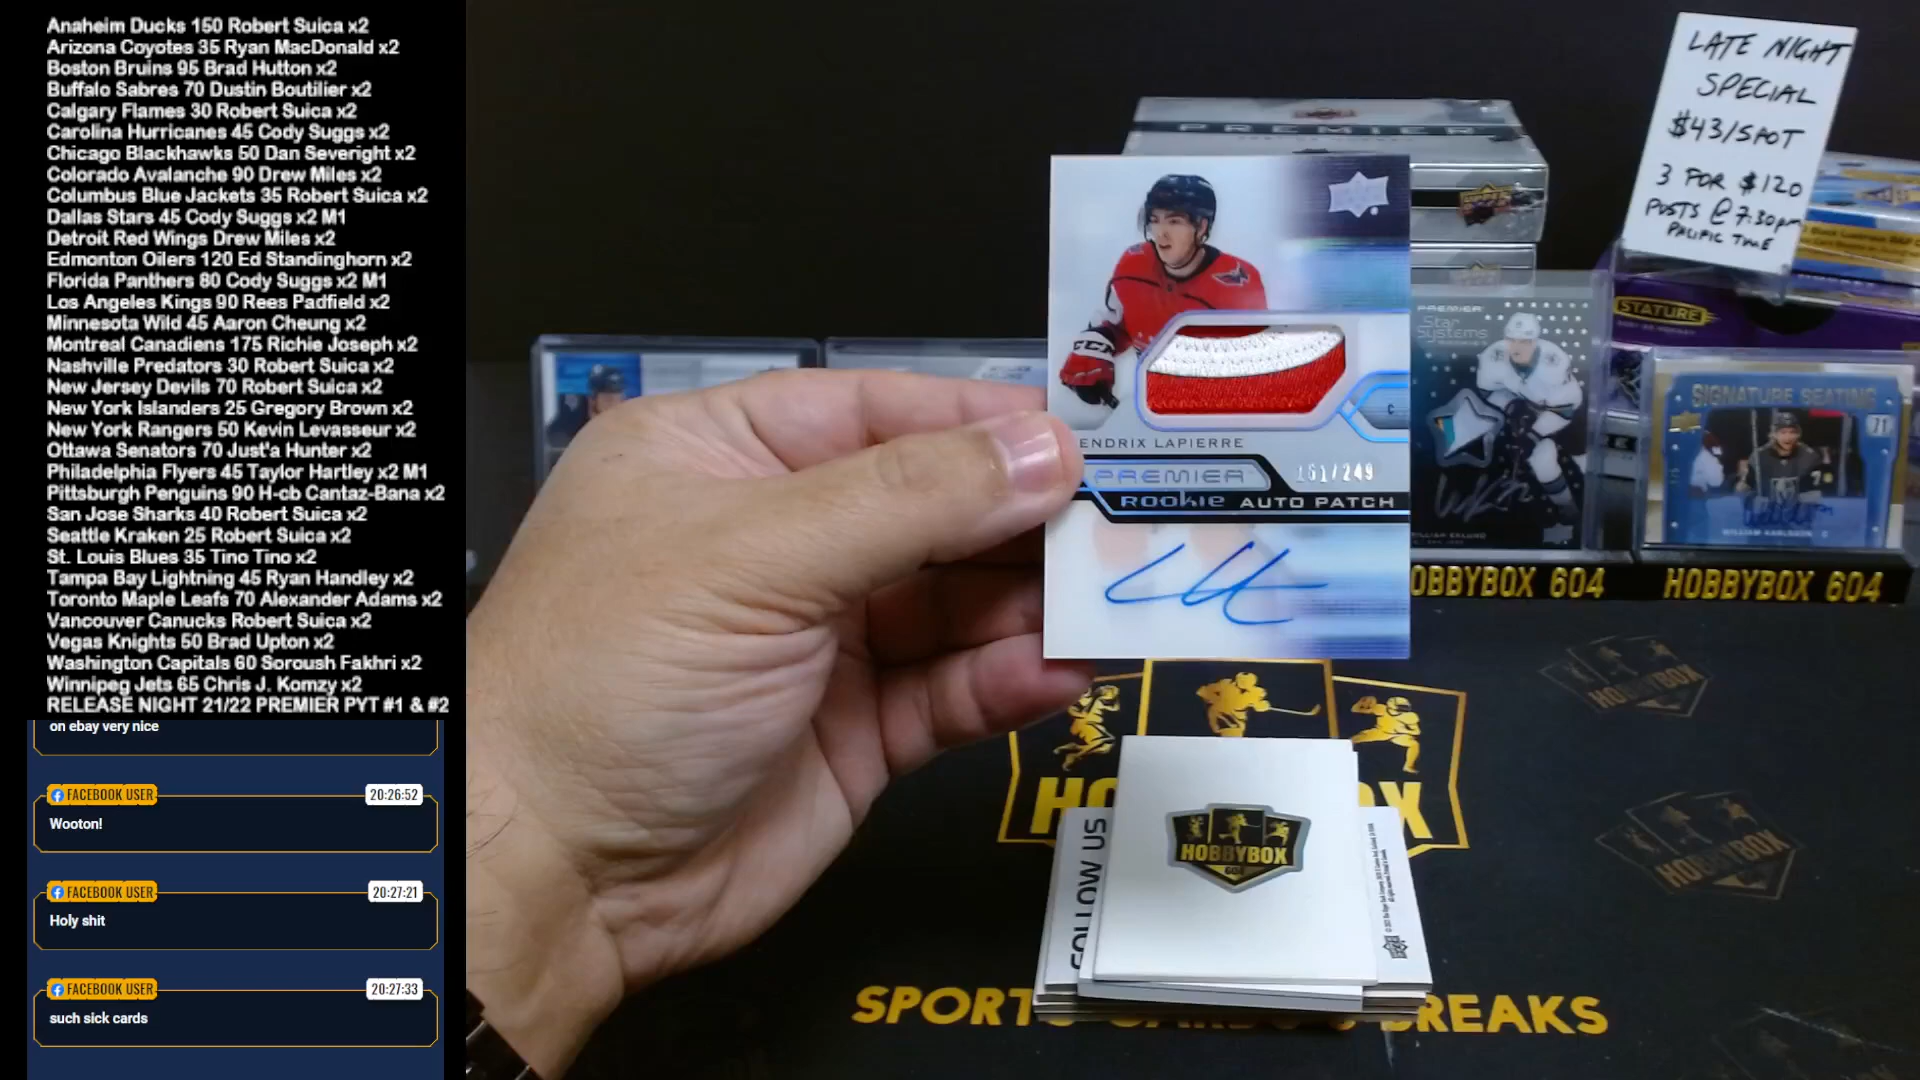 Anaheim Ducks 150 Robert Suica x2
Arizona Coyotes 35 Ryan MacDonald x2
Boston Bruins 95 Brad Hutton x2
Buffalo Sabres 70 Dustin Boutilier x2
Calgary Flames 30 Robert Suica x2
Carolina Hurricanes 45 Cody Suggs x2
Chicago Blackhawks 50 Dan Severight x2
Colorado Avalanche 90 Drew Miles x2
Columbus Blue Jackets 35 Robert Suica x2
Dallas Stars 45 Cody Suggs x2 M1
Detroit Red Wings Drew Miles x2
Edmonton Oilers 120 Ed Standinghorn x2
Florida Panthers 80 Cody Suggs x2 M1
Los Angeles Kings 90 Rees Padfield x2
Minnesota Wild 45 Aaron Cheung x2
Montreal Canadiens 175 Richie Joseph x2
Nashville Predators 30 Robert Suica x2
New Jersey Devils 70 Robert Suica x2
New York Islanders 25 Gregory Brown x2
New York Rangers 50 Kevin Levasseur x2
Ottawa Senators 70 Just'a Hunter x2
Philadelphia Flyers 45 Taylor Hartley x2 M1
Pittsburgh Penguins 90 H-cb Cantaz-Bana x2
San Jose Sharks 40 Robert Suica x2
Seattle Kraken 25 Robert Suica x2
St. Louis Blues 35 Tino Tino x2
Tampa Bay Lightning 45 Ryan Handley x2
Toronto Maple Leafs 70 Alexander Adams x2
Vancouver Canucks Robert Suica x2
Vegas Knights 50 Brad Upton x2
Washington Capitals 60 Soroush Fakhri x2
Winnipeg Jets 65 Chris J. Komzy x2
RELEASE NIGHT 21/22 PREMIER PYT #1 & #2
on ebay very nice
FACEBOOK USER 20:26:52
Wooton!
FACEBOOK USER 20:27:21
Holy shit
FACEBOOK USER 20:27:33
such sick cards
LATE NIGHT
SPECIAL
$43/SPOT
3 FOR $120
POSTS @ 7:30pm
PACIFIC TIME
PREMIER
STATURE
PREMIER
Star
Systems
SIGNATURE SEATING
71
WILLIAM KARLSSON C
CCM
C
ENDRIX LAPIERRE
161/249
PREMIER
ROOKIE AUTO PATCH
HOBBYBOX 604
OBBYBOX 604
FOLLOW US
HOBBYBOX
604
HOBBYBOX
HOBBYBOX
SPORT BREAKS